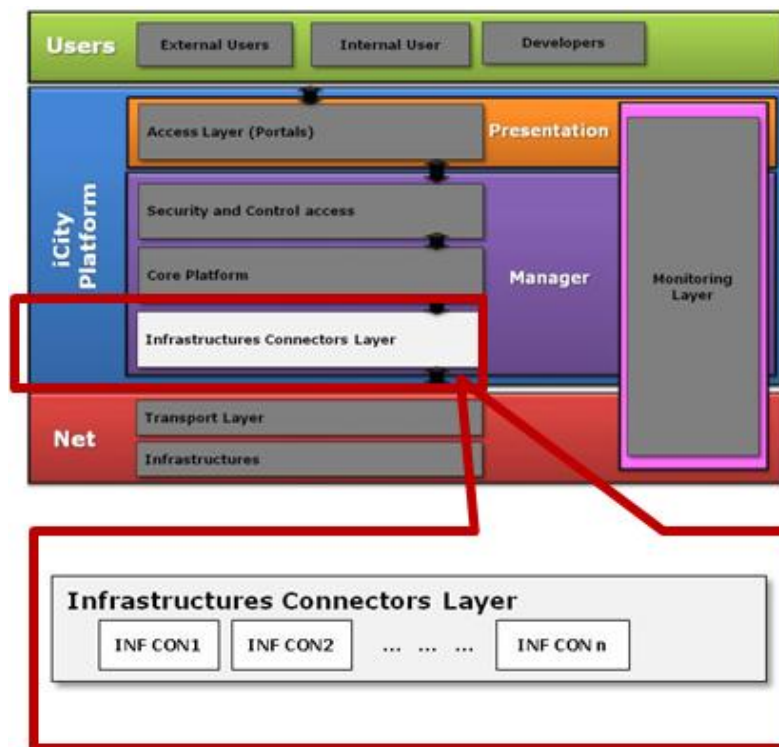 Users
External Users
Internal User
Developers
iCity
Platform
Access Layer (Portals)
Presentation
Security and Control access
Core Platform
Manager
Monitoring
Layer
Infrastructures Connectors Layer
Net
Transport Layer
Infrastructures
Infrastructures Connectors Layer
INF CON1
INF CON2
... ... ...
INF CON n